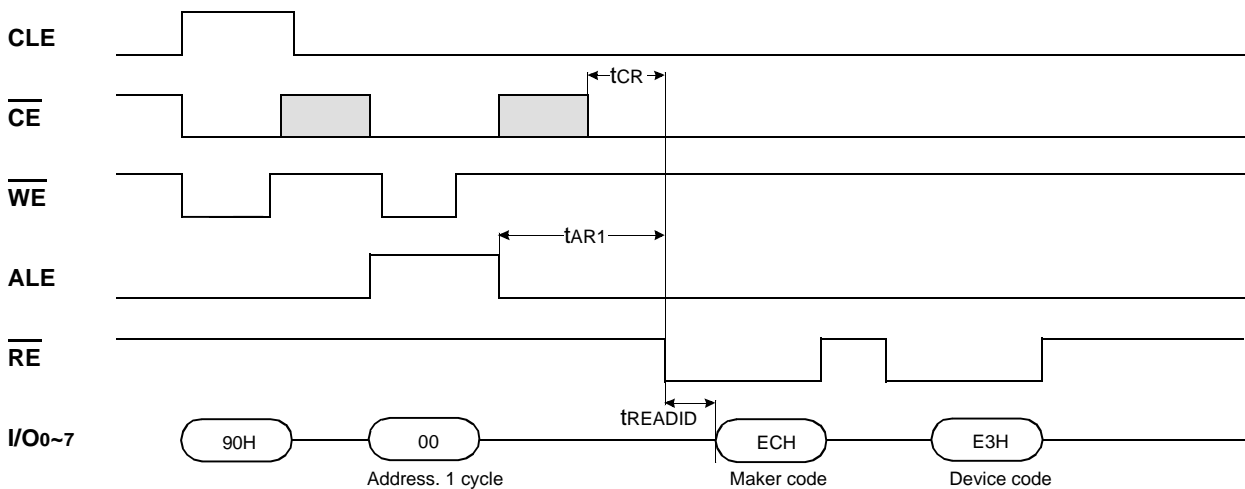 CLE
tCR
CE
WE
tAR1
ALE
RE
tREADID
I/O0~7 90H 00 ECH E3H
Address. 1 cycle Maker code Device code